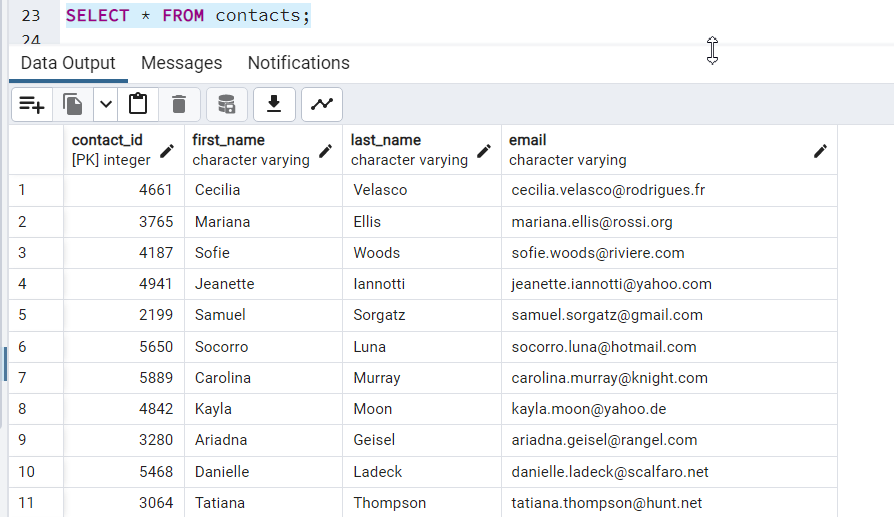 23 SELECT * FROM contacts;
24
Data Output Messages Notifications
contact_id first_name last_name email
[PK] integer character varying character varying character varying
1 4661 Cecilia Velasco cecilia.velasco@rodrigues.fr
2 3765 Mariana Ellis mariana.ellis@rossi.org
3 4187 Sofie Woods sofie.woods@riviere.com
4 4941 Jeanette Iannotti jeanette.iannotti@yahoo.com
5 2199 Samuel Sorgatz samuel.sorgatz@gmail.com
6 5650 Socorro Luna socorro.luna@hotmail.com
7 5889 Carolina Murray carolina.murray@knight.com
8 4842 Kayla Moon kayla.moon@yahoo.de
9 3280 Ariadna Geisel ariadna.geisel@rangel.com
10 5468 Danielle Ladeck danielle.ladeck@scalfaro.net
11 3064 Tatiana Thompson tatiana.thompson@hunt.net